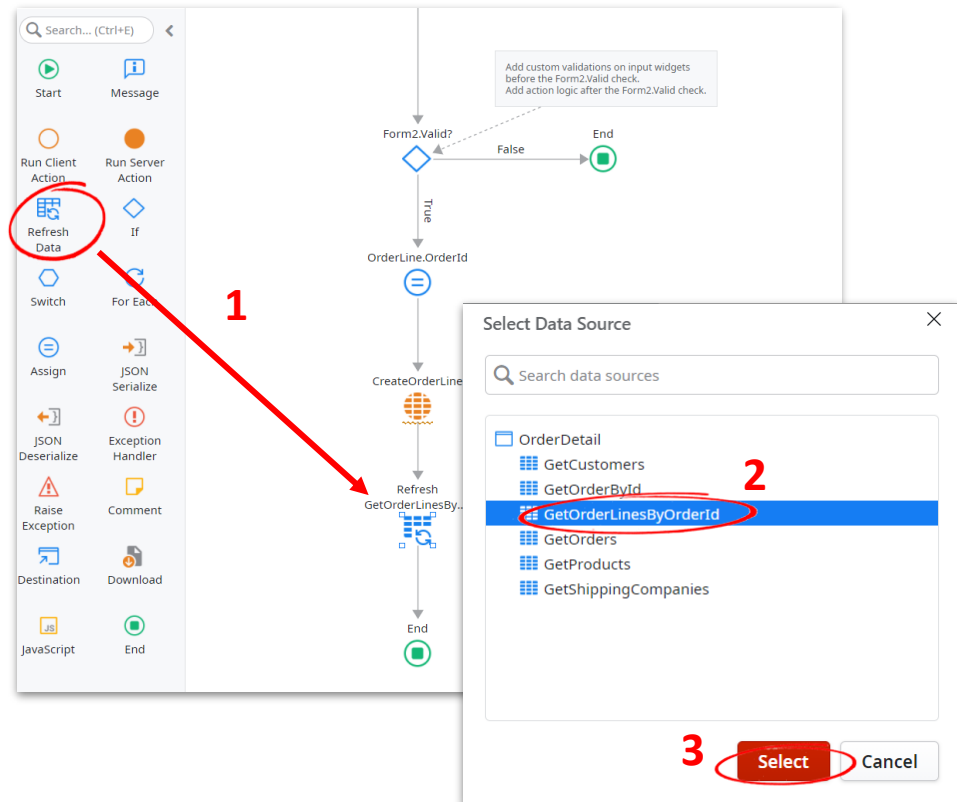 Search... (Ctrl+E)
Start
Message
Run Client
Action
Run Server
Action
Refresh
Data
If
Switch
For Each
Assign
JSON
Serialize
JSON
Deserialize
Exception
Handler
Raise
Exception
Comment
Destination
Download
JS
JavaScript
End
Add custom validations on input widgets
before the Form2.Valid check.
Add action logic after the Form2.Valid check.
Form2.Valid?
False
End
True
OrderLine.OrderId
CreateOrderLine
Refresh
GetOrderLinesBy...
End
1
Select Data Source
Search data sources
OrderDetail
GetCustomers
GetOrderById
GetOrderLinesByOrderId
GetOrders
GetProducts
GetShippingCompanies
2
3
Select
Cancel